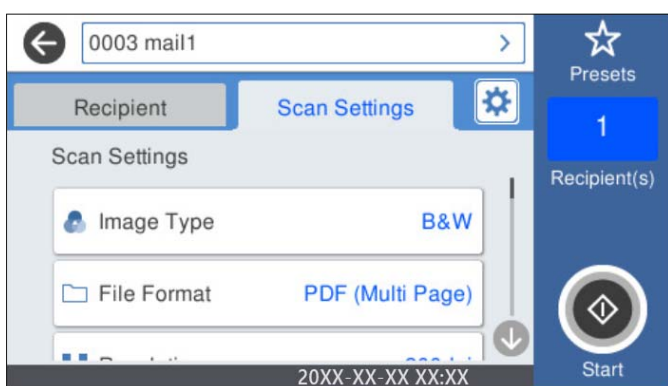 0003 mail1
Presets
Recipient
Scan Settings
1
Recipient(s)
Scan Settings
Image Type B&W
File Format PDF (Multi Page)
20XX-XX-XX XX:XX
Start